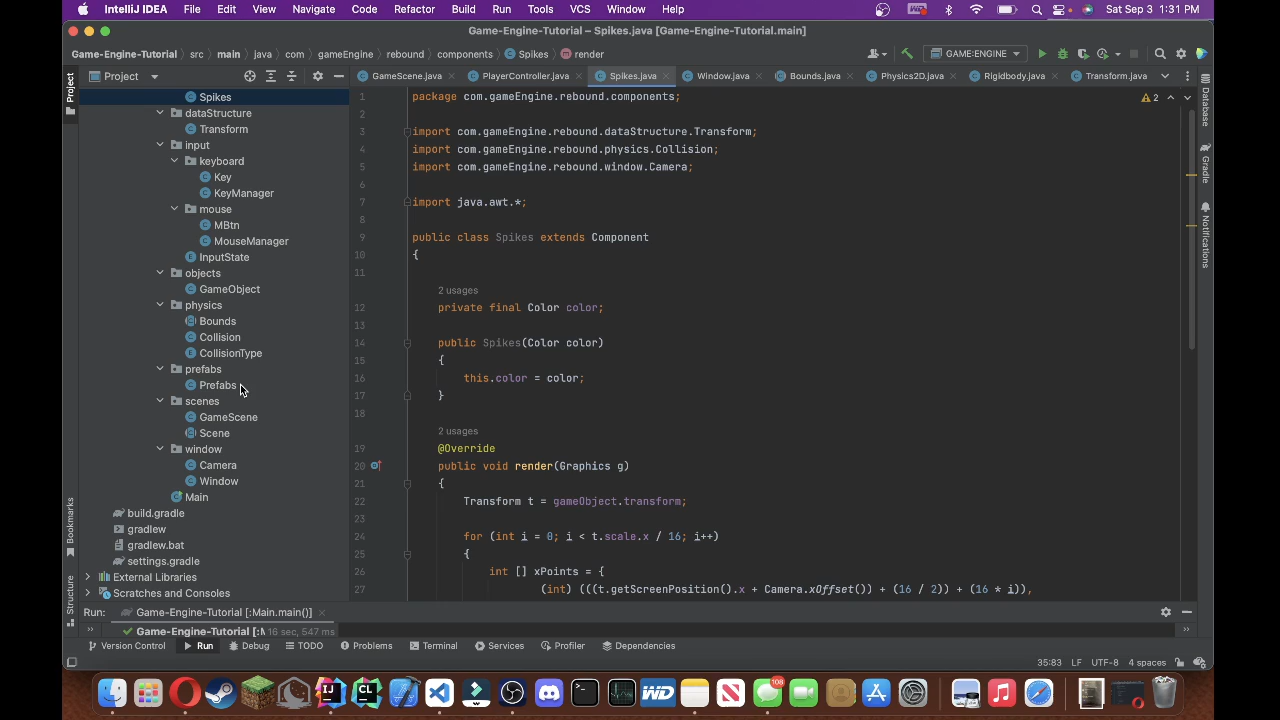 IntelliJ IDEA File Edit View Navigate Code Refactor Build Run Tools VCS Window Help Sat Sep 3 1:31 PM
Game-Engine-Tutorial – Spikes.java [Game-Engine-Tutorial.main]
Game-Engine-Tutorial src main java com gameEngine rebound components Spikes render GAME:ENGINE
Project GameScene.java PlayerController.java Spikes.java Window.java Bounds.java Physics2D.java Rigidbody.java Transform.java
Project
Bookmarks
Structure
Spikes
dataStructure
Transform
input
keyboard
Key
KeyManager
mouse
MBtn
MouseManager
InputState
objects
GameObject
physics
Bounds
Collision
CollisionType
prefabs
Prefabs
scenes
GameScene
Scene
window
Camera
Window
Main
build.gradle
gradlew
gradlew.bat
settings.gradle
External Libraries
Scratches and Consoles
1 package com.gameEngine.rebound.components;
2
3 import com.gameEngine.rebound.dataStructure.Transform;
4 import com.gameEngine.rebound.physics.Collision;
5 import com.gameEngine.rebound.window.Camera;
6
7 import java.awt.*;
8
9 public class Spikes extends Component
10 {
11
2 usages
12 private final Color color;
13
14 public Spikes(Color color)
15 {
16 this.color = color;
17 }
18
2 usages
19 @Override
20 public void render(Graphics g)
21 {
22 Transform t = gameObject.transform;
23
24 for (int i = 0; i < t.scale.x / 16; i++)
25 {
26 int [] xPoints = {
27 (int) (((t.getScreenPosition().x + Camera.xOffset()) + (16 / 2)) + (16 * i)),
2
Database
Gradle
Notifications
Run: Game-Engine-Tutorial [:Main.main()]
Game-Engine-Tutorial [:M 16 sec, 547 ms
Version Control Run Debug TODO Problems Terminal Services Profiler Dependencies
35:83 LF UTF-8 4 spaces
108